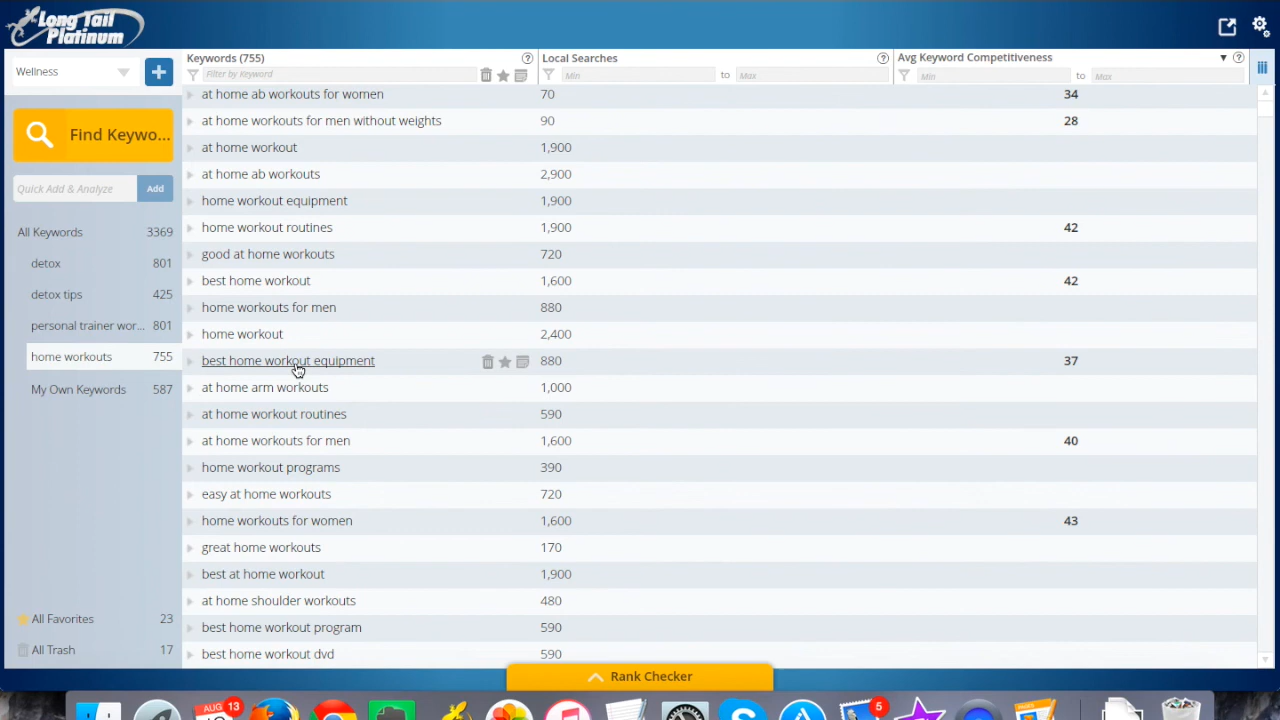 Long Tail
Platinum
Keywords (755) Local Searches Avg Keyword Competitiveness
Wellness
Filter by Keyword Min to Max Min to Max
Find Keywo...
Quick Add & Analyze Add
All Keywords 3369
detox 801
detox tips 425
personal trainer wor... 801
home workouts 755
My Own Keywords 587
All Favorites 23
All Trash 17
at home ab workouts for women 70 34
at home workouts for men without weights 90 28
at home workout 1,900
at home ab workouts 2,900
home workout equipment 1,900
home workout routines 1,900 42
good at home workouts 720
best home workout 1,600 42
home workouts for men 880
home workout 2,400
best home workout equipment 880 37
at home arm workouts 1,000
at home workout routines 590
at home workouts for men 1,600 40
home workout programs 390
easy at home workouts 720
home workouts for women 1,600 43
great home workouts 170
best at home workout 1,900
at home shoulder workouts 480
best home workout program 590
best home workout dvd 590
Rank Checker
AUG 13
5